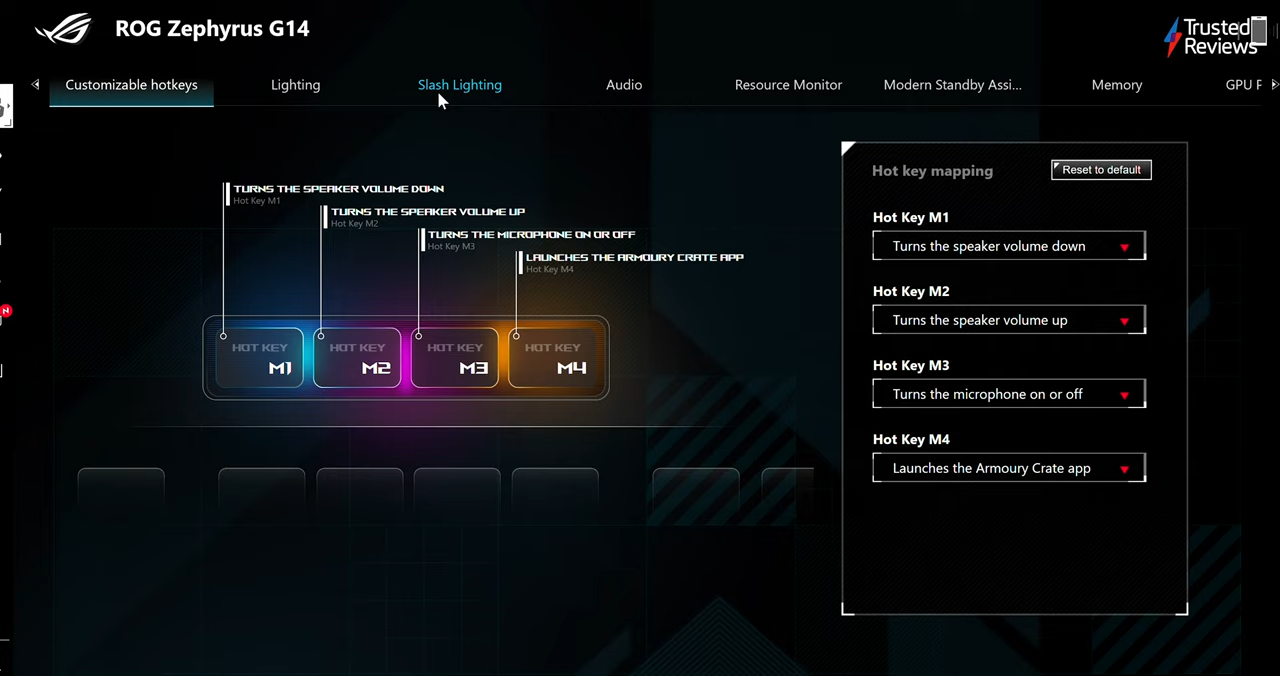 ROG Zephyrus G14
Trusted
Reviews
Customizable hotkeys
Lighting
Slash Lighting
Audio
Resource Monitor
Modern Standby Assi...
Memory
GPU P
TURNS THE SPEAKER VOLUME DOWN
Hot Key M1
TURNS THE SPEAKER VOLUME UP
Hot Key M2
TURNS THE MICROPHONE ON OR OFF
Hot Key M3
LAUNCHES THE ARMOURY CRATE APP
Hot Key M4
HOT KEY
M1
HOT KEY
M2
HOT KEY
M3
HOT KEY
M4
Hot key mapping
Reset to default
Hot Key M1
Turns the speaker volume down
Hot Key M2
Turns the speaker volume up
Hot Key M3
Turns the microphone on or off
Hot Key M4
Launches the Armoury Crate app
N